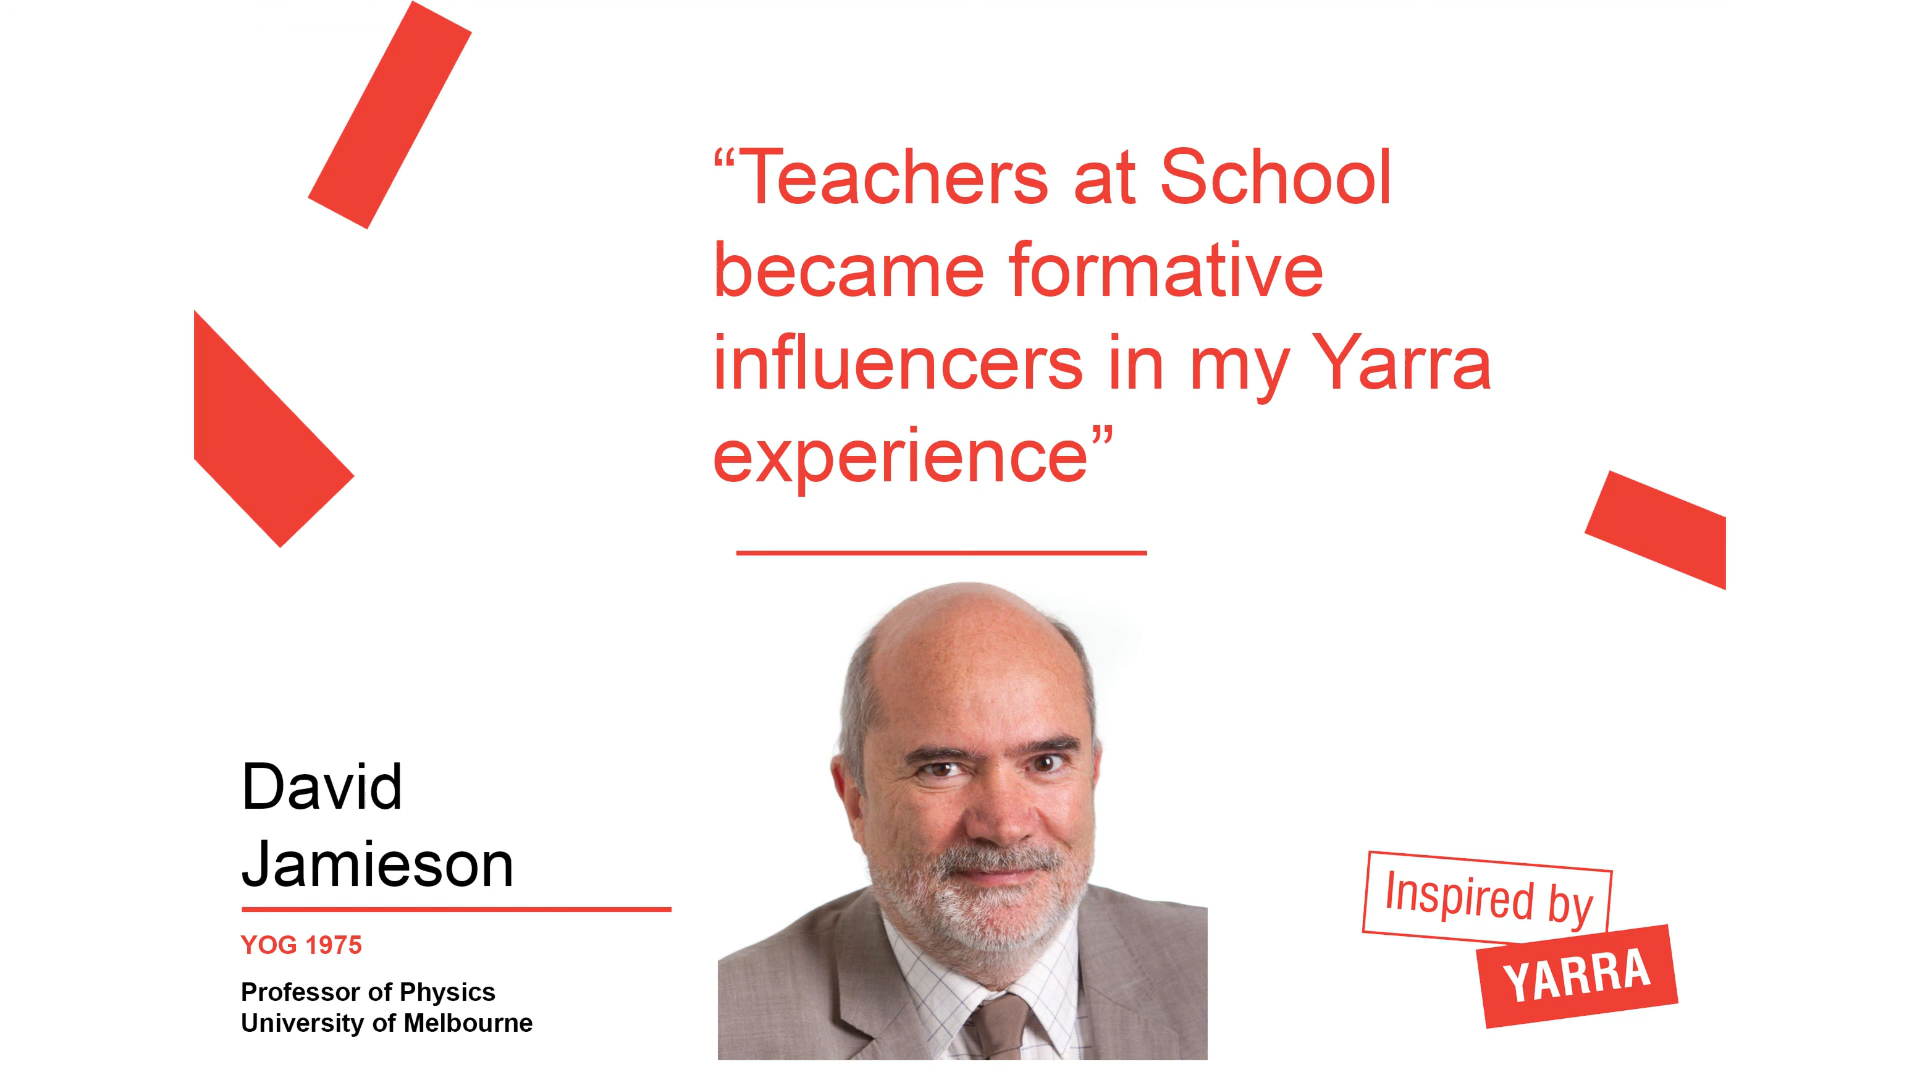 “Teachers at School
became formative
influencers in my Yarra
experience”
David
Jamieson
YOG 1975
Professor of Physics
University of Melbourne
Inspired by
YARRA